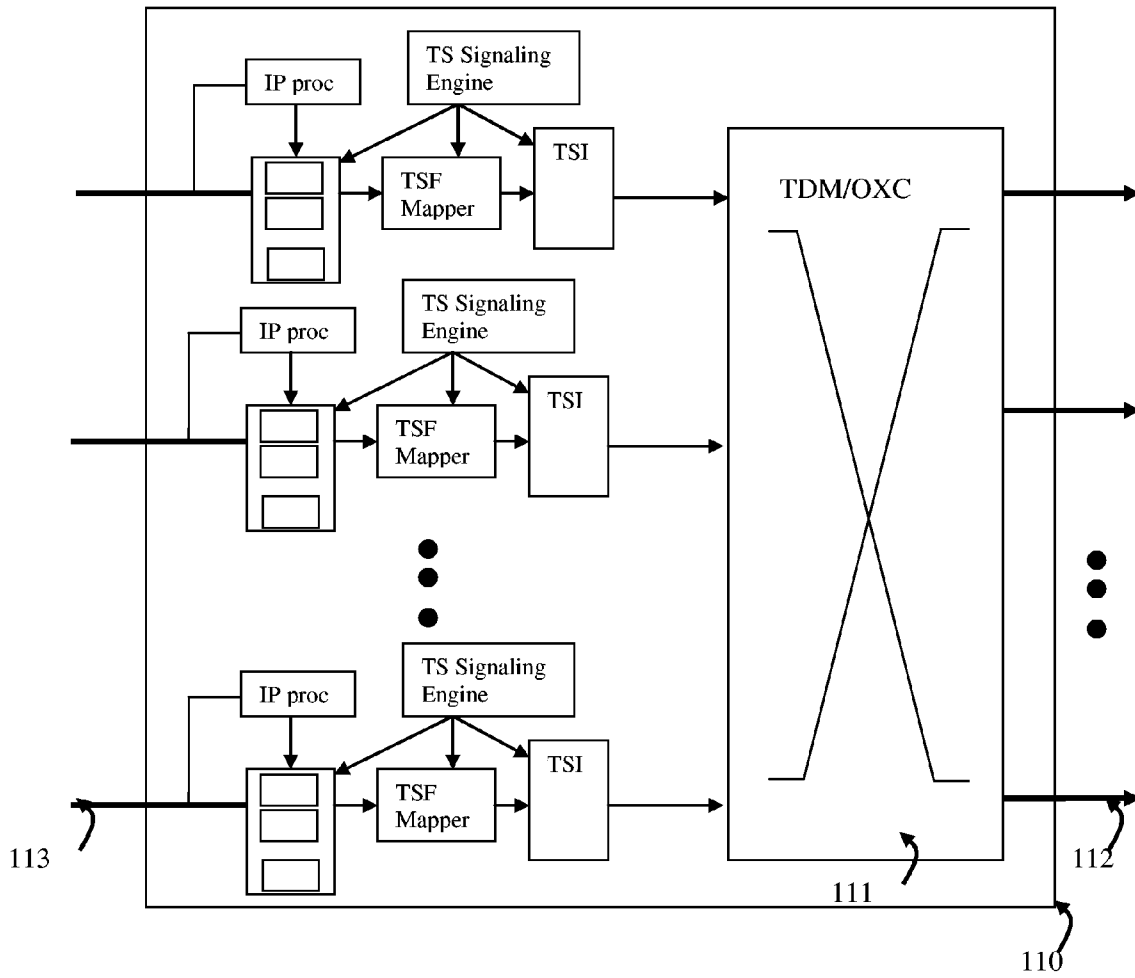 TS Signaling
Engine
IP proc
TSI
TSF
Mapper
TDM/OXC
TS Signaling
Engine
IP proc
TSI
TSF
Mapper
TS Signaling
Engine
IP proc
TSI
TSF
Mapper
113
112
111
110